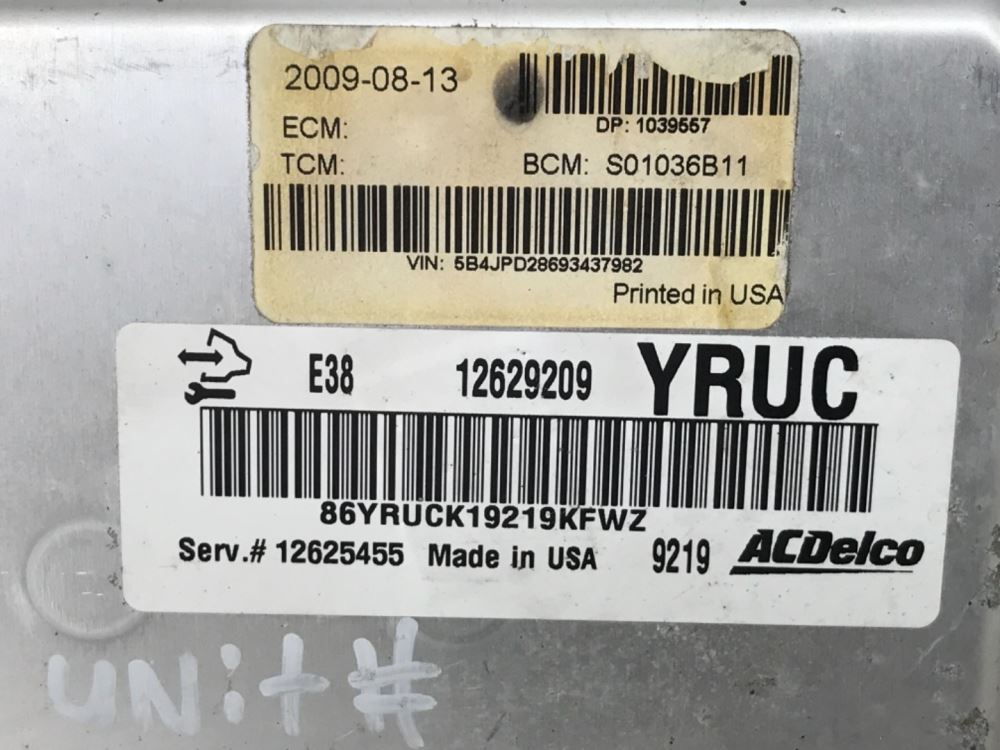 2009-08-13
DP: 1039557
ECM:
TCM: BCM: S01036B11
VIN: 5B4JPD28693437982
Printed in USA
E38 12629209 YRUC
86YRUCK19219KFWZ
Serv.# 12625455 Made in USA 9219 ACDelco
UNit #